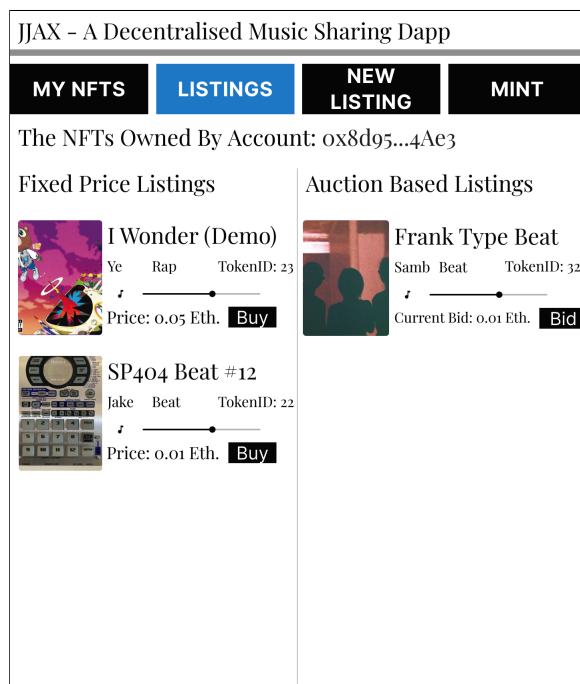 JJAX - A Decentralised Music Sharing Dapp
MY NFTS
LISTINGS
NEW
LISTING
MINT
The NFTs Owned By Account: 0x8d95...4Ae3
Fixed Price Listings
I Wonder (Demo)
Ye Rap TokenID: 23
Price: 0.05 Eth. Buy
SP404 Beat #12
Jake Beat TokenID: 22
Price: 0.01 Eth. Buy
Auction Based Listings
Frank Type Beat
Samb Beat TokenID: 32
Current Bid: 0.01 Eth. Bid